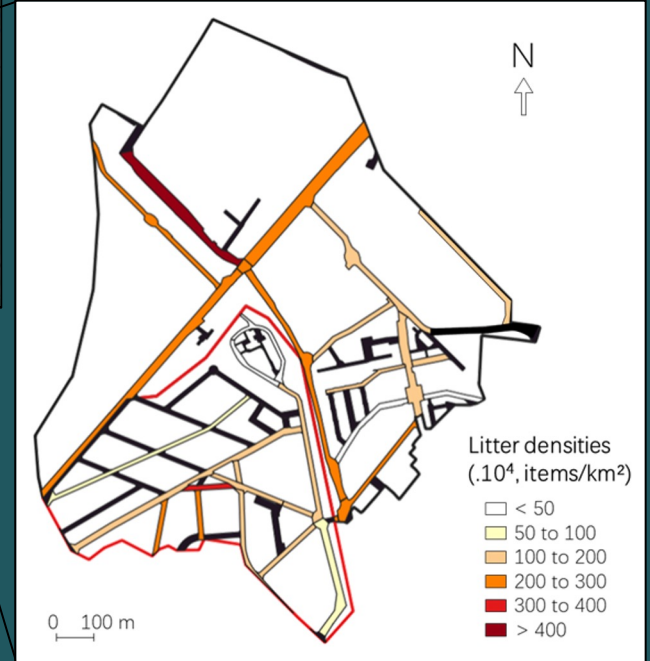 N
Litter densities
(.10⁴, items/km²)
< 50
50 to 100
100 to 200
200 to 300
300 to 400
> 400
0 100 m